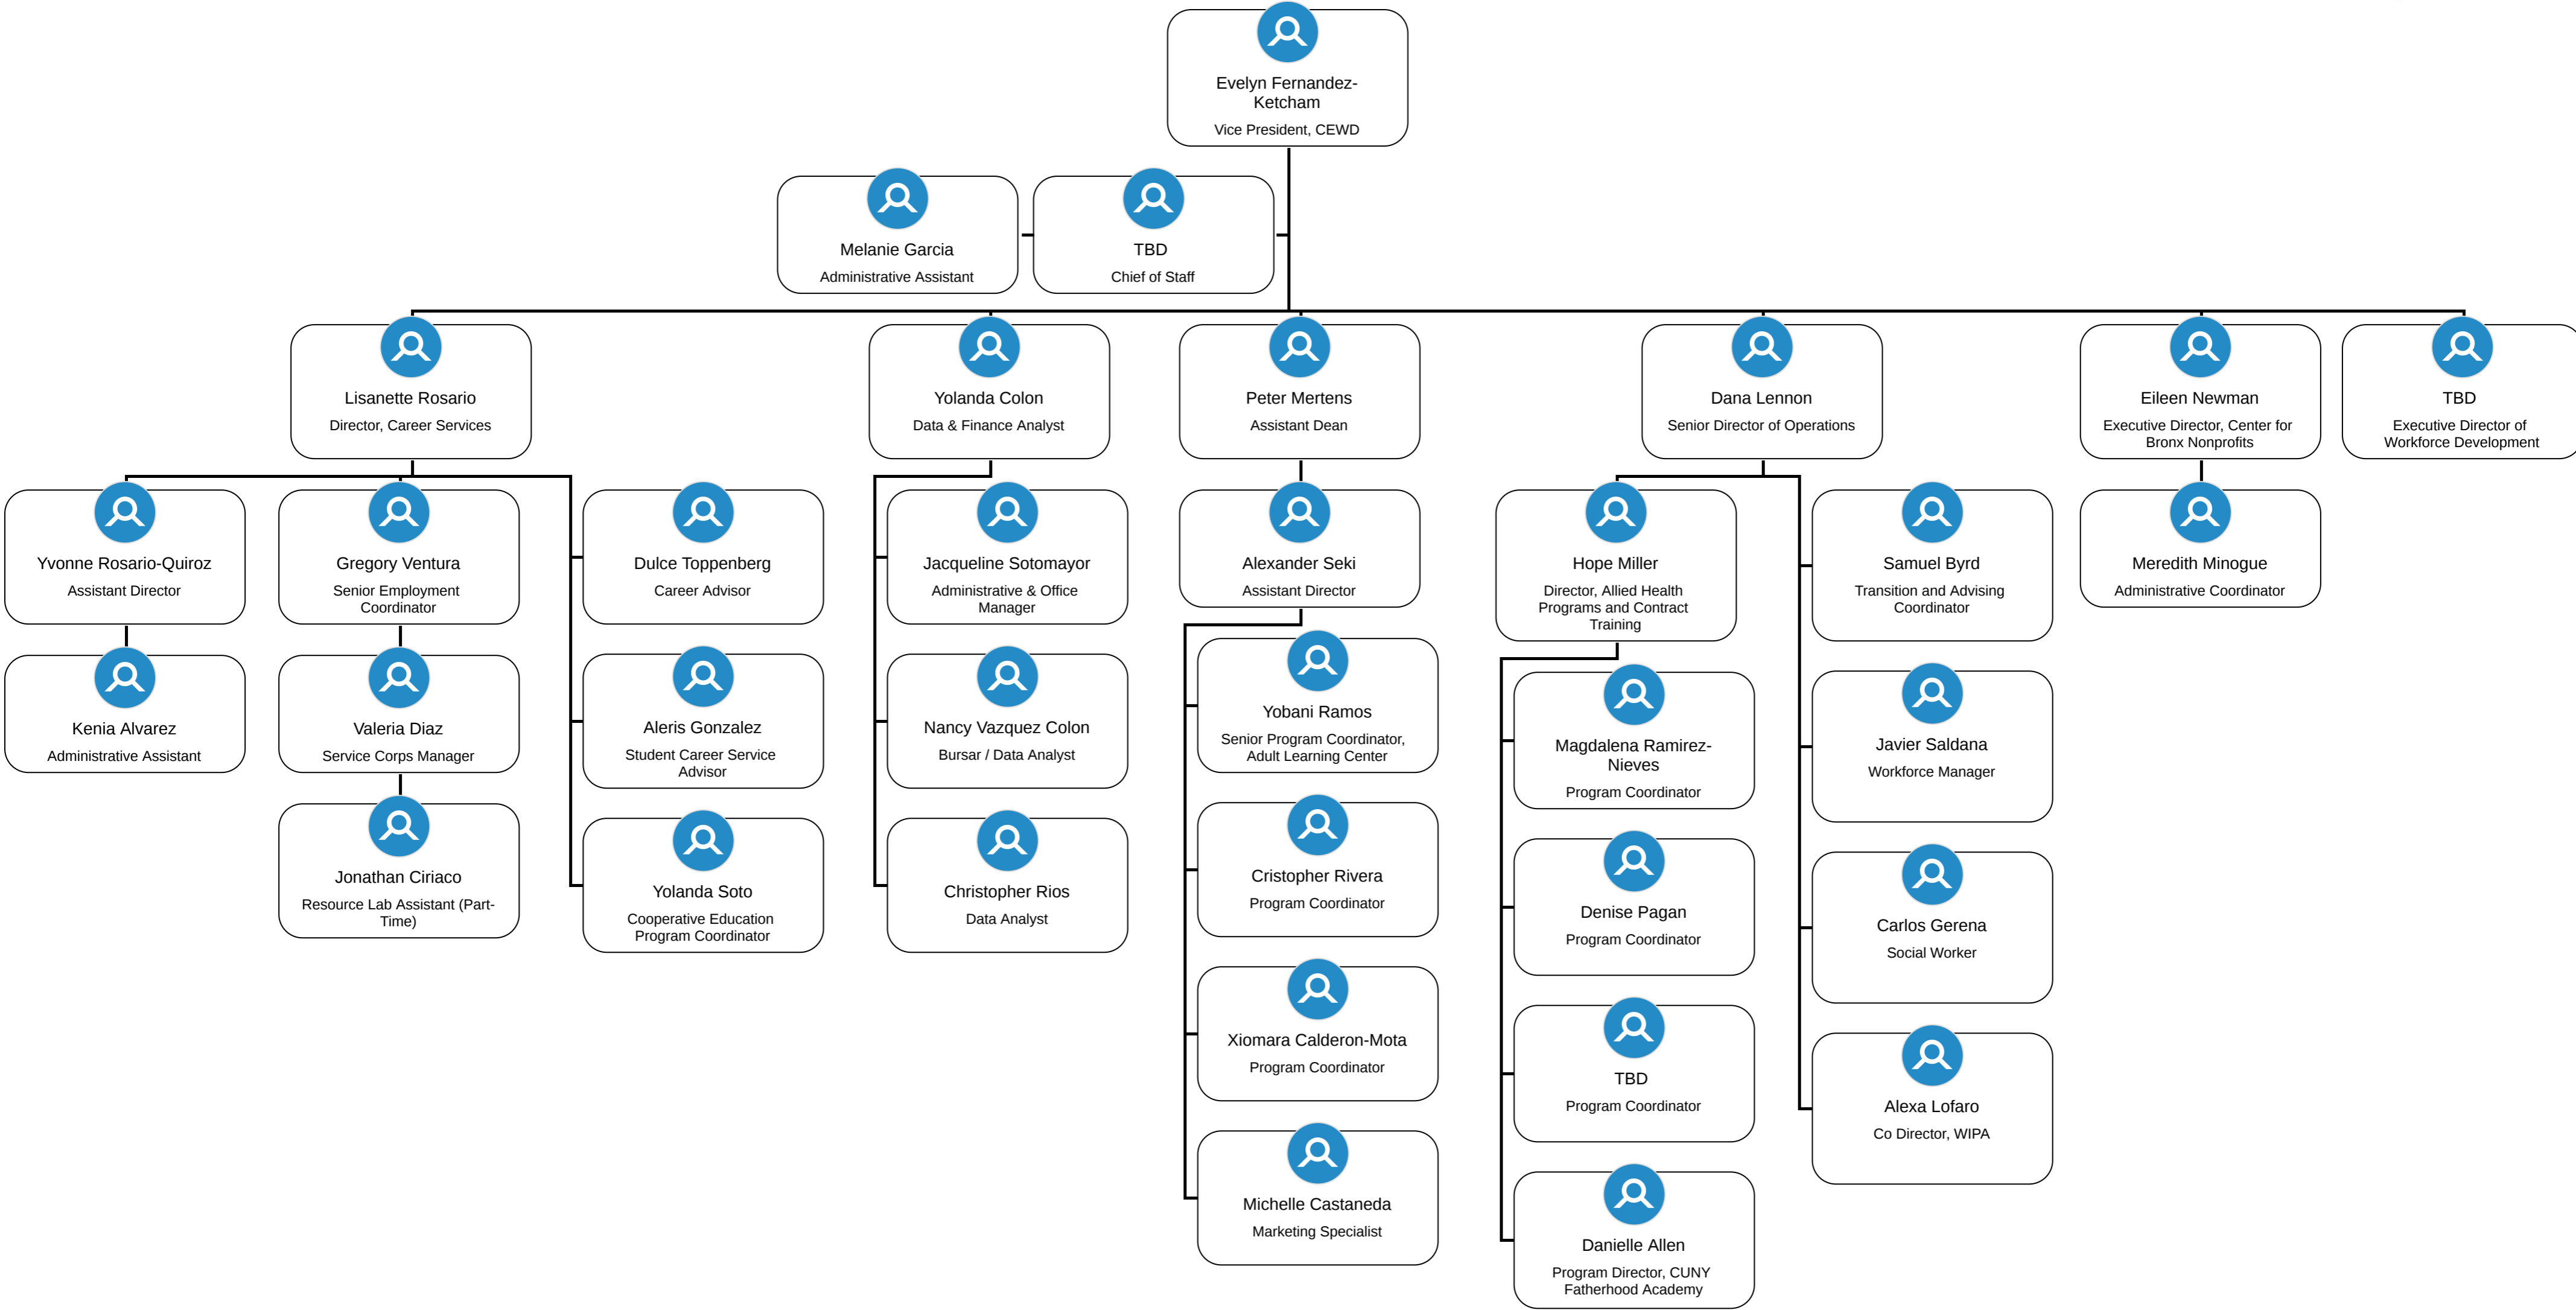 Evelyn Fernandez-
Ketcham
Vice President, CEWD
Melanie Garcia
Administrative Assistant
TBD
Chief of Staff
Lisanette Rosario
Director, Career Services
Yolanda Colon
Data & Finance Analyst
Peter Mertens
Assistant Dean
Dana Lennon
Senior Director of Operations
Eileen Newman
Executive Director, Center for
Bronx Nonprofits
TBD
Executive Director of
Workforce Development
Yvonne Rosario-Quiroz
Assistant Director
Gregory Ventura
Senior Employment
Coordinator
Dulce Toppenberg
Career Advisor
Jacqueline Sotomayor
Administrative & Office
Manager
Alexander Seki
Assistant Director
Hope Miller
Director, Allied Health
Programs and Contract
Training
Samuel Byrd
Transition and Advising
Coordinator
Meredith Minogue
Administrative Coordinator
Kenia Alvarez
Administrative Assistant
Valeria Diaz
Service Corps Manager
Aleris Gonzalez
Student Career Service
Advisor
Nancy Vazquez Colon
Bursar / Data Analyst
Yobani Ramos
Senior Program Coordinator,
Adult Learning Center
Magdalena Ramirez-
Nieves
Program Coordinator
Javier Saldana
Workforce Manager
Jonathan Ciriaco
Resource Lab Assistant (Part-
Time)
Yolanda Soto
Cooperative Education
Program Coordinator
Christopher Rios
Data Analyst
Cristopher Rivera
Program Coordinator
Denise Pagan
Program Coordinator
Carlos Gerena
Social Worker
Xiomara Calderon-Mota
Program Coordinator
TBD
Program Coordinator
Alexa Lofaro
Co Director, WIPA
Michelle Castaneda
Marketing Specialist
Danielle Allen
Program Director, CUNY
Fatherhood Academy